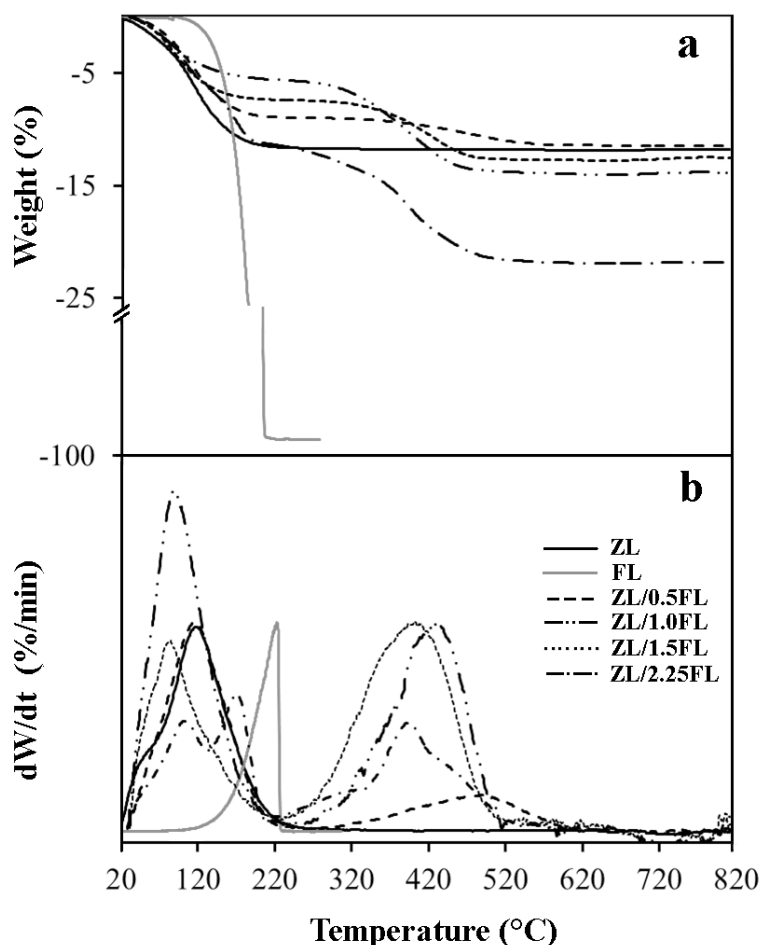 a
-5
-15
-25
-100
Weight (%)
b
ZL
FL
ZL/0.5FL
ZL/1.0FL
ZL/1.5FL
ZL/2.25FL
dW/dt (%/min)
20 120 220 320 420 520 620 720 820
Temperature (°C)